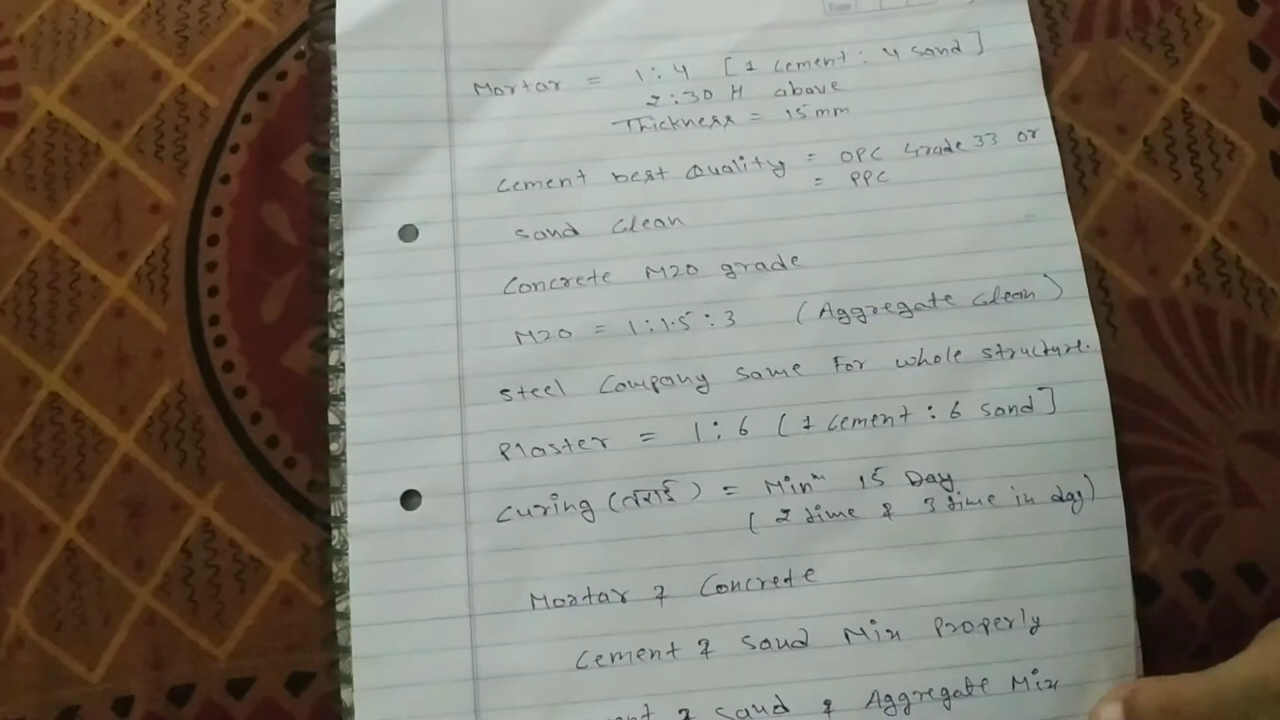 Mortar = 1:4 [1 cement : 4 sand]
2:30 H above
Thickness = 15mm
Cement best Quality = OPC Grade 33 or
= PPC
Sand Clean
Concrete M20 grade
M20 = 1:1.5:3 (Aggregate Clean)
Steel Company same For whole structure.
Plaster = 1:6 (1 cement : 6 sand]
Curing (तराई) = Minm 15 Day
(2 time & 3 time in day)
Mortar & Concrete
Cement & sand Mix Properly
& sand & Aggregate Mix